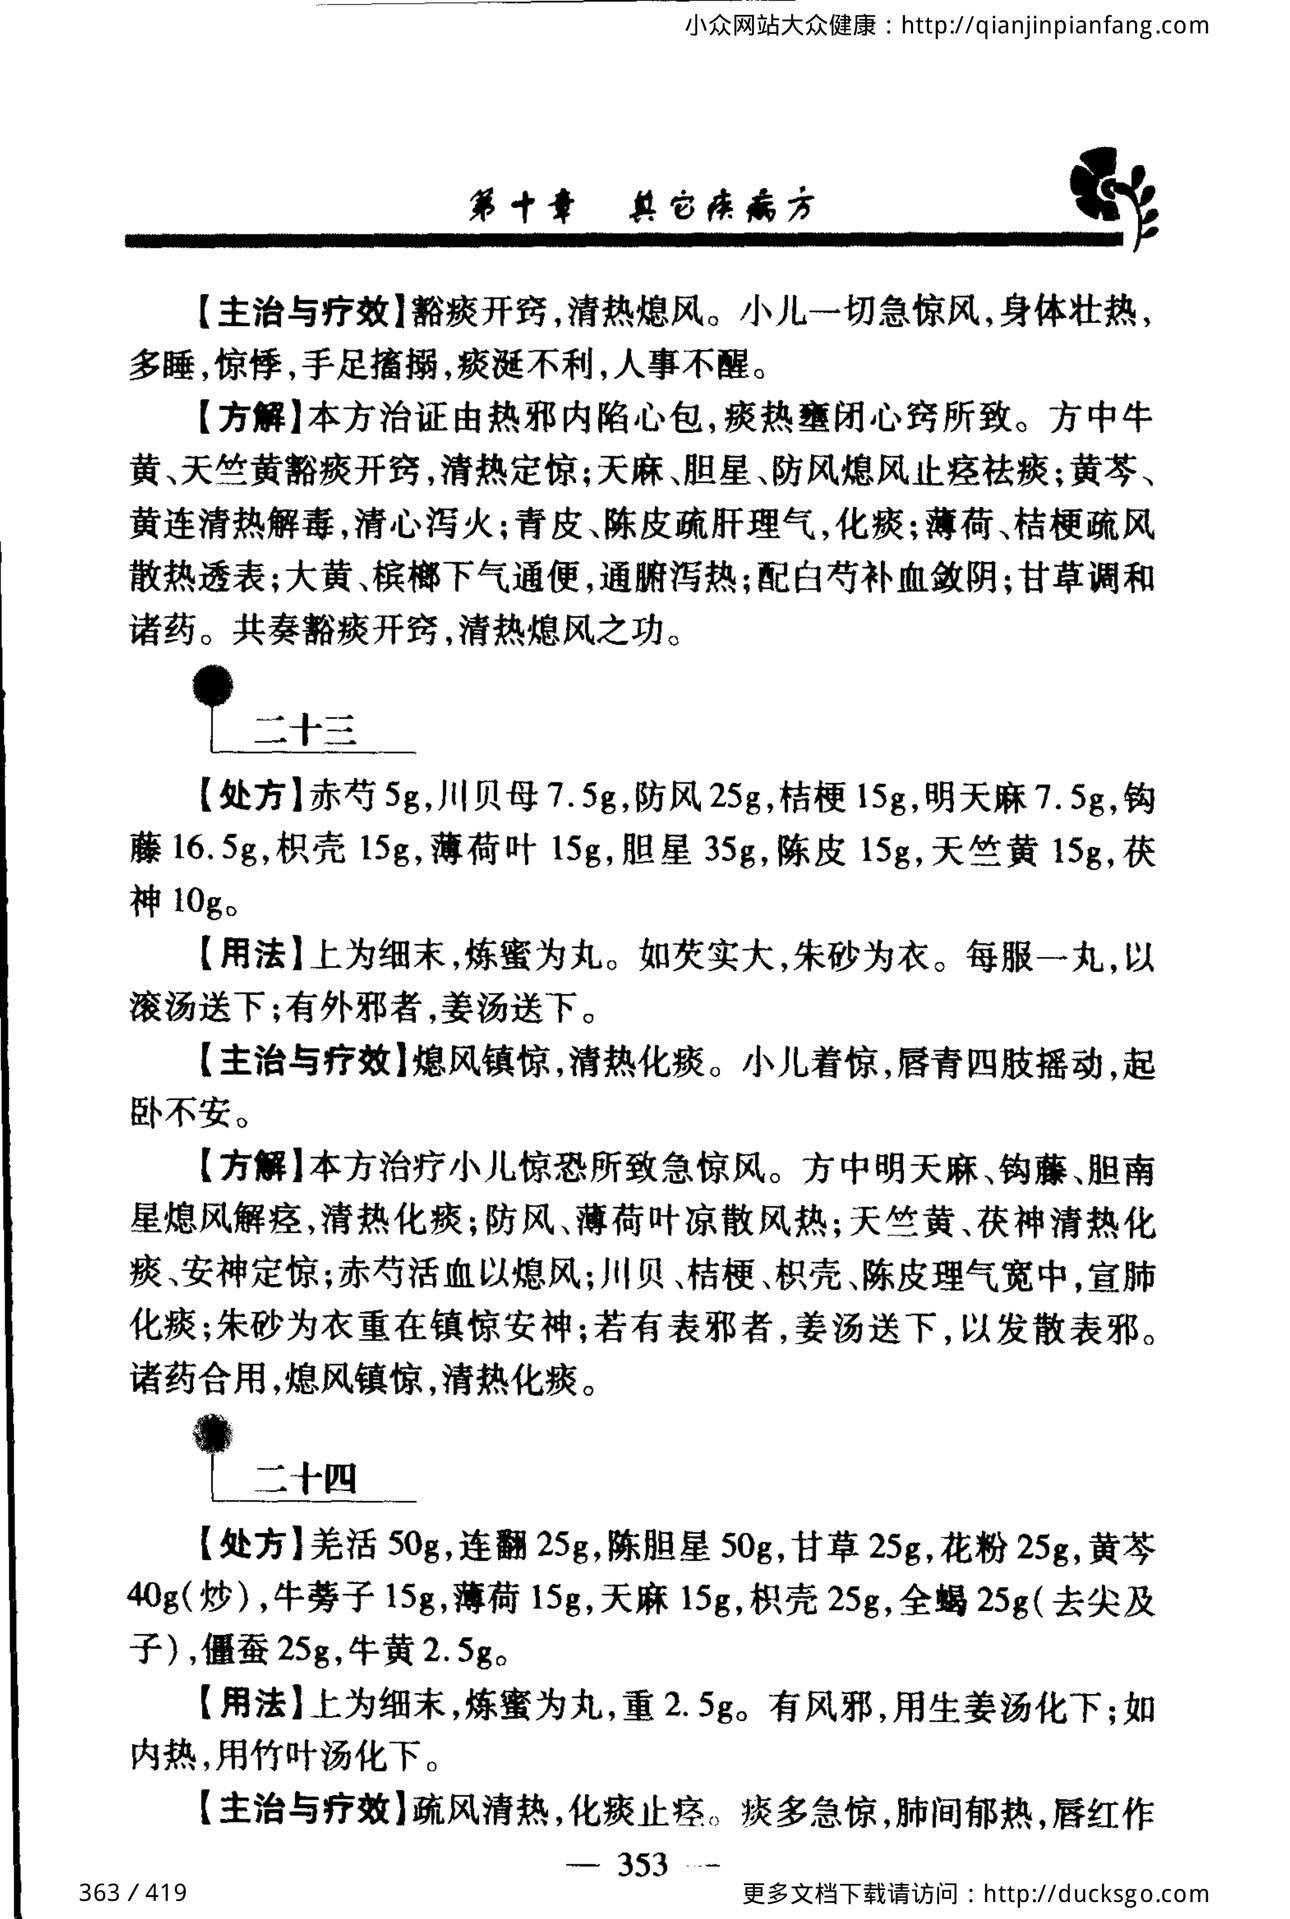 小众网站大众健康：http://qianjinpianfang.com
第十章 其它疾病方
【主治与疗效】豁痰开窍,清热熄风。小儿一切急惊风,身体壮热,
多睡,惊悸,手足搐搦,痰涎不利,人事不醒。
【方解】本方治证由热邪内陷心包,痰热壅闭心窍所致。方中牛
黄、天竺黄豁痰开窍,清热定惊;天麻、胆星、防风熄风止痉祛痰;黄芩、
黄连清热解毒,清心泻火;青皮、陈皮疏肝理气,化痰;薄荷、桔梗疏风
散热透表;大黄、槟榔下气通便,通腑泻热;配白芍补血敛阴;甘草调和
诸药。共奏豁痰开窍,清热熄风之功。
二十三
【处方】赤芍 5g,川贝母 7.5g,防风 25g,桔梗 15g,明天麻 7.5g,钩
藤 16.5g,枳壳 15g,薄荷叶 15g,胆星 35g,陈皮 15g,天竺黄 15g,茯
神 10g。
【用法】上为细末,炼蜜为丸。如芡实大,朱砂为衣。每服一丸,以
滚汤送下;有外邪者,姜汤送下。
【主治与疗效】熄风镇惊,清热化痰。小儿着惊,唇青四肢摇动,起
卧不安。
【方解】本方治疗小儿惊恐所致急惊风。方中明天麻、钩藤、胆南
星熄风解痉,清热化痰;防风、薄荷叶凉散风热;天竺黄、茯神清热化
痰、安神定惊;赤芍活血以熄风;川贝、桔梗、枳壳、陈皮理气宽中,宣肺
化痰;朱砂为衣重在镇惊安神;若有表邪者,姜汤送下,以发散表邪。
诸药合用,熄风镇惊,清热化痰。
二十四
【处方】羌活 50g,连翻 25g,陈胆星 50g,甘草 25g,花粉 25g,黄芩
40g(炒),牛蒡子 15g,薄荷 15g,天麻 15g,枳壳 25g,全蝎 25g(去尖及
子),僵蚕 25g,牛黄 2.5g。
【用法】上为细末,炼蜜为丸,重 2.5g。有风邪,用生姜汤化下;如
内热,用竹叶汤化下。
【主治与疗效】疏风清热,化痰止痉。痰多急惊,肺间郁热,唇红作
— 353 —
363 / 419
更多文档下载请访问：http://ducksgo.com